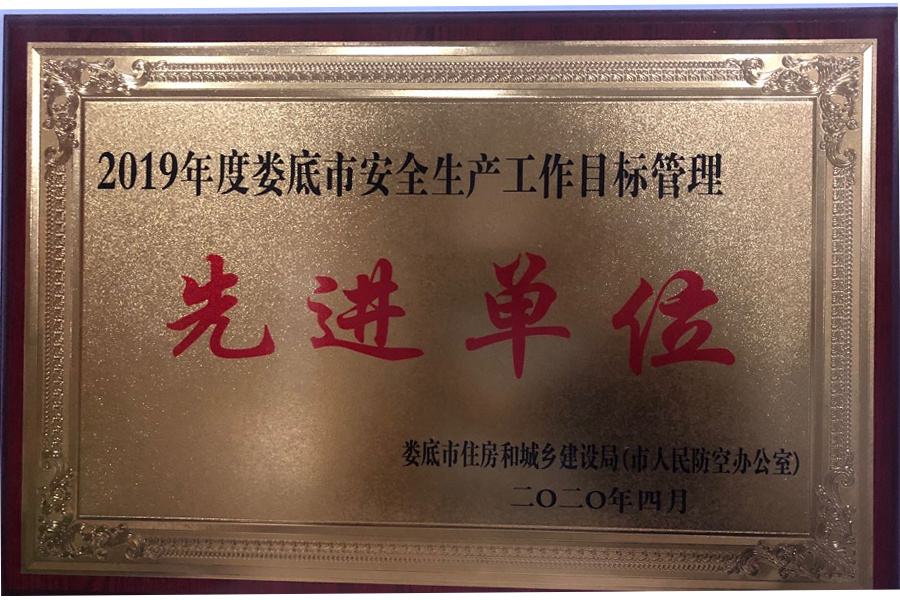 2019年度娄底市安全生产工作目标管理
先进单位
娄底市住房和城乡建设局(市人民防空办公室)
二〇二〇年四月